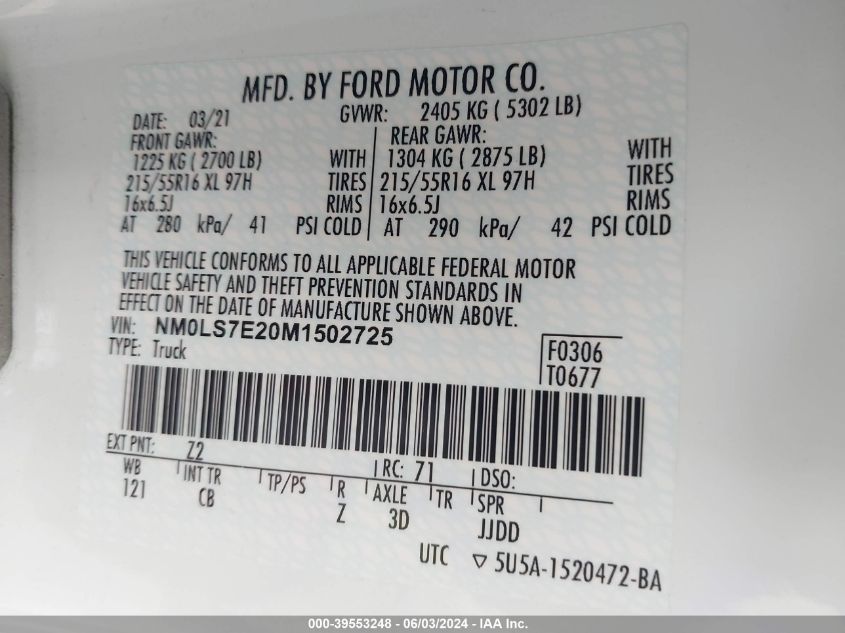 MFD. BY FORD MOTOR CO.
DATE: 03/21 GVWR: 2405 KG ( 5302 LB)
FRONT GAWR: REAR GAWR:
1225 KG ( 2700 LB) WITH 1304 KG ( 2875 LB) WITH
215/55R16 XL 97H TIRES 215/55R16 XL 97H TIRES
16x6.5J RIMS 16x6.5J RIMS
AT 280 kPa/ 41 PSI COLD AT 290 kPa/ 42 PSI COLD
THIS VEHICLE CONFORMS TO ALL APPLICABLE FEDERAL MOTOR
VEHICLE SAFETY AND THEFT PREVENTION STANDARDS IN
EFFECT ON THE DATE OF MANUFACTURE SHOWN ABOVE.
VIN: NM0LS7E20M1502725
TYPE: Truck F0306
T0677
EXT PNT: Z2 RC: 71 DSO:
WB INT TR TP/PS R AXLE TR SPR
121 CB Z 3D JJDD
UTC ▽ 5U5A-1520472-BA
000-39553248 - 06/03/2024 - IAA Inc.